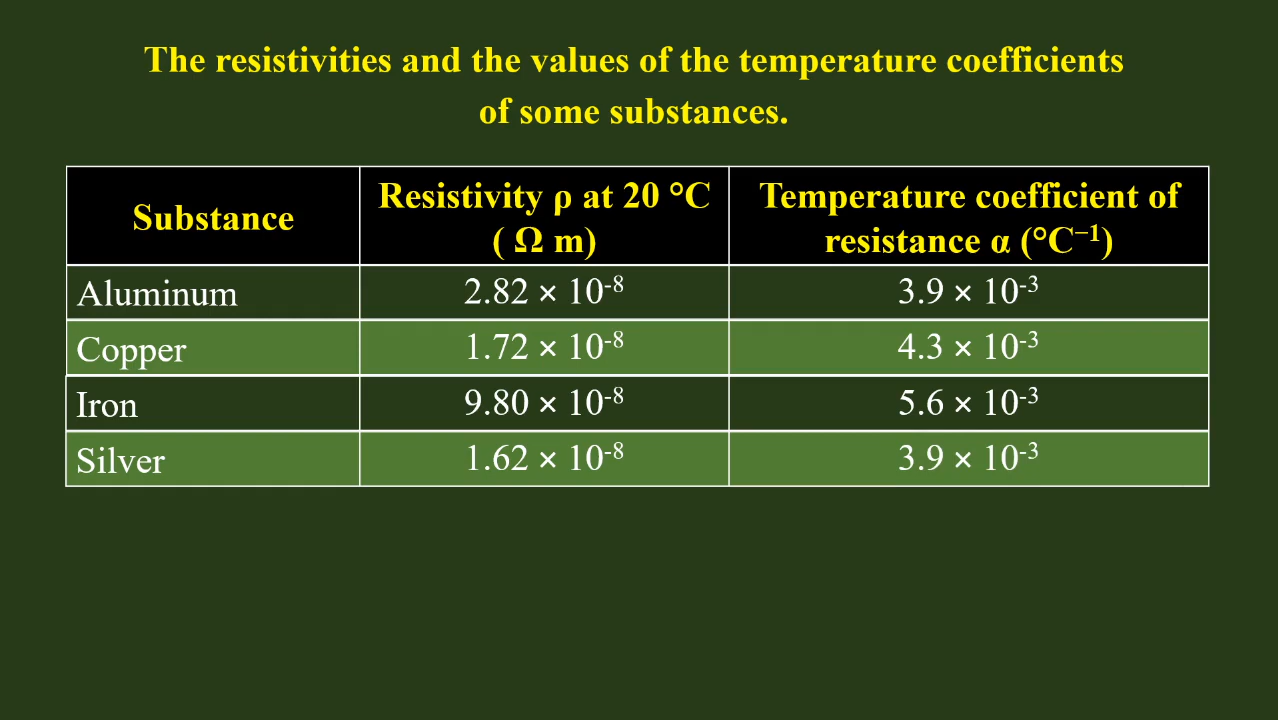 The resistivities and the values of the temperature coefficients
of some substances.
Substance
Resistivity ρ at 20 °C
( Ω m)
Temperature coefficient of
resistance α (°C⁻¹)
Aluminum 2.82 × 10⁻⁸ 3.9 × 10⁻³
Copper 1.72 × 10⁻⁸ 4.3 × 10⁻³
Iron 9.80 × 10⁻⁸ 5.6 × 10⁻³
Silver 1.62 × 10⁻⁸ 3.9 × 10⁻³